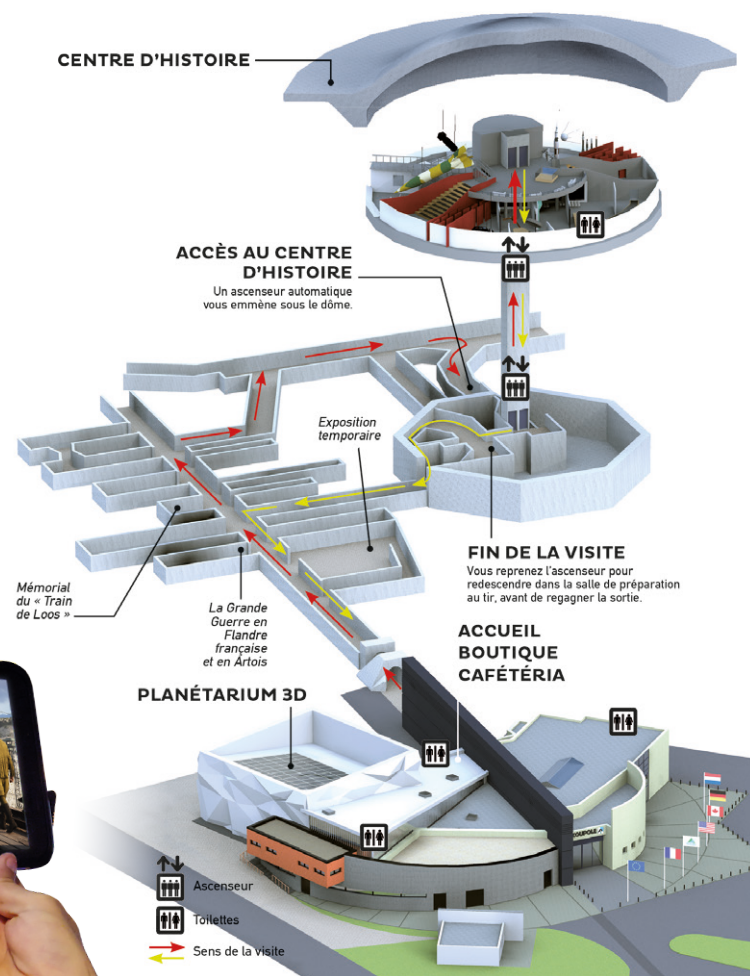 CENTRE D'HISTOIRE
ACCÈS AU CENTRE
D'HISTOIRE
Un ascenseur automatique
vous emmène sous le dôme.
Exposition
temporaire
FIN DE LA VISITE
Vous reprenez l'ascenseur pour
redescendre dans la salle de préparation
au tir, avant de regagner la sortie.
Mémorial
du « Train
de Loos »
La Grande
Guerre en
Flandre
française
et en Artois
ACCUEIL
BOUTIQUE
CAFÉTÉRIA
PLANÉTARIUM 3D
OUPOLE
Ascenseur
Toilettes
Sens de la visite